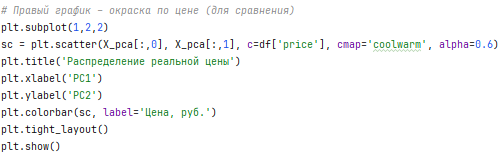 # Правый график – окраска по цене (для сравнения)
plt.subplot(1,2,2)
sc = plt.scatter(X_pca[:,0], X_pca[:,1], c=df['price'], cmap='coolwarm', alpha=0.6)
plt.title('Распределение реальной цены')
plt.xlabel('PC1')
plt.ylabel('PC2')
plt.colorbar(sc, label='Цена, руб.')
plt.tight_layout()
plt.show()